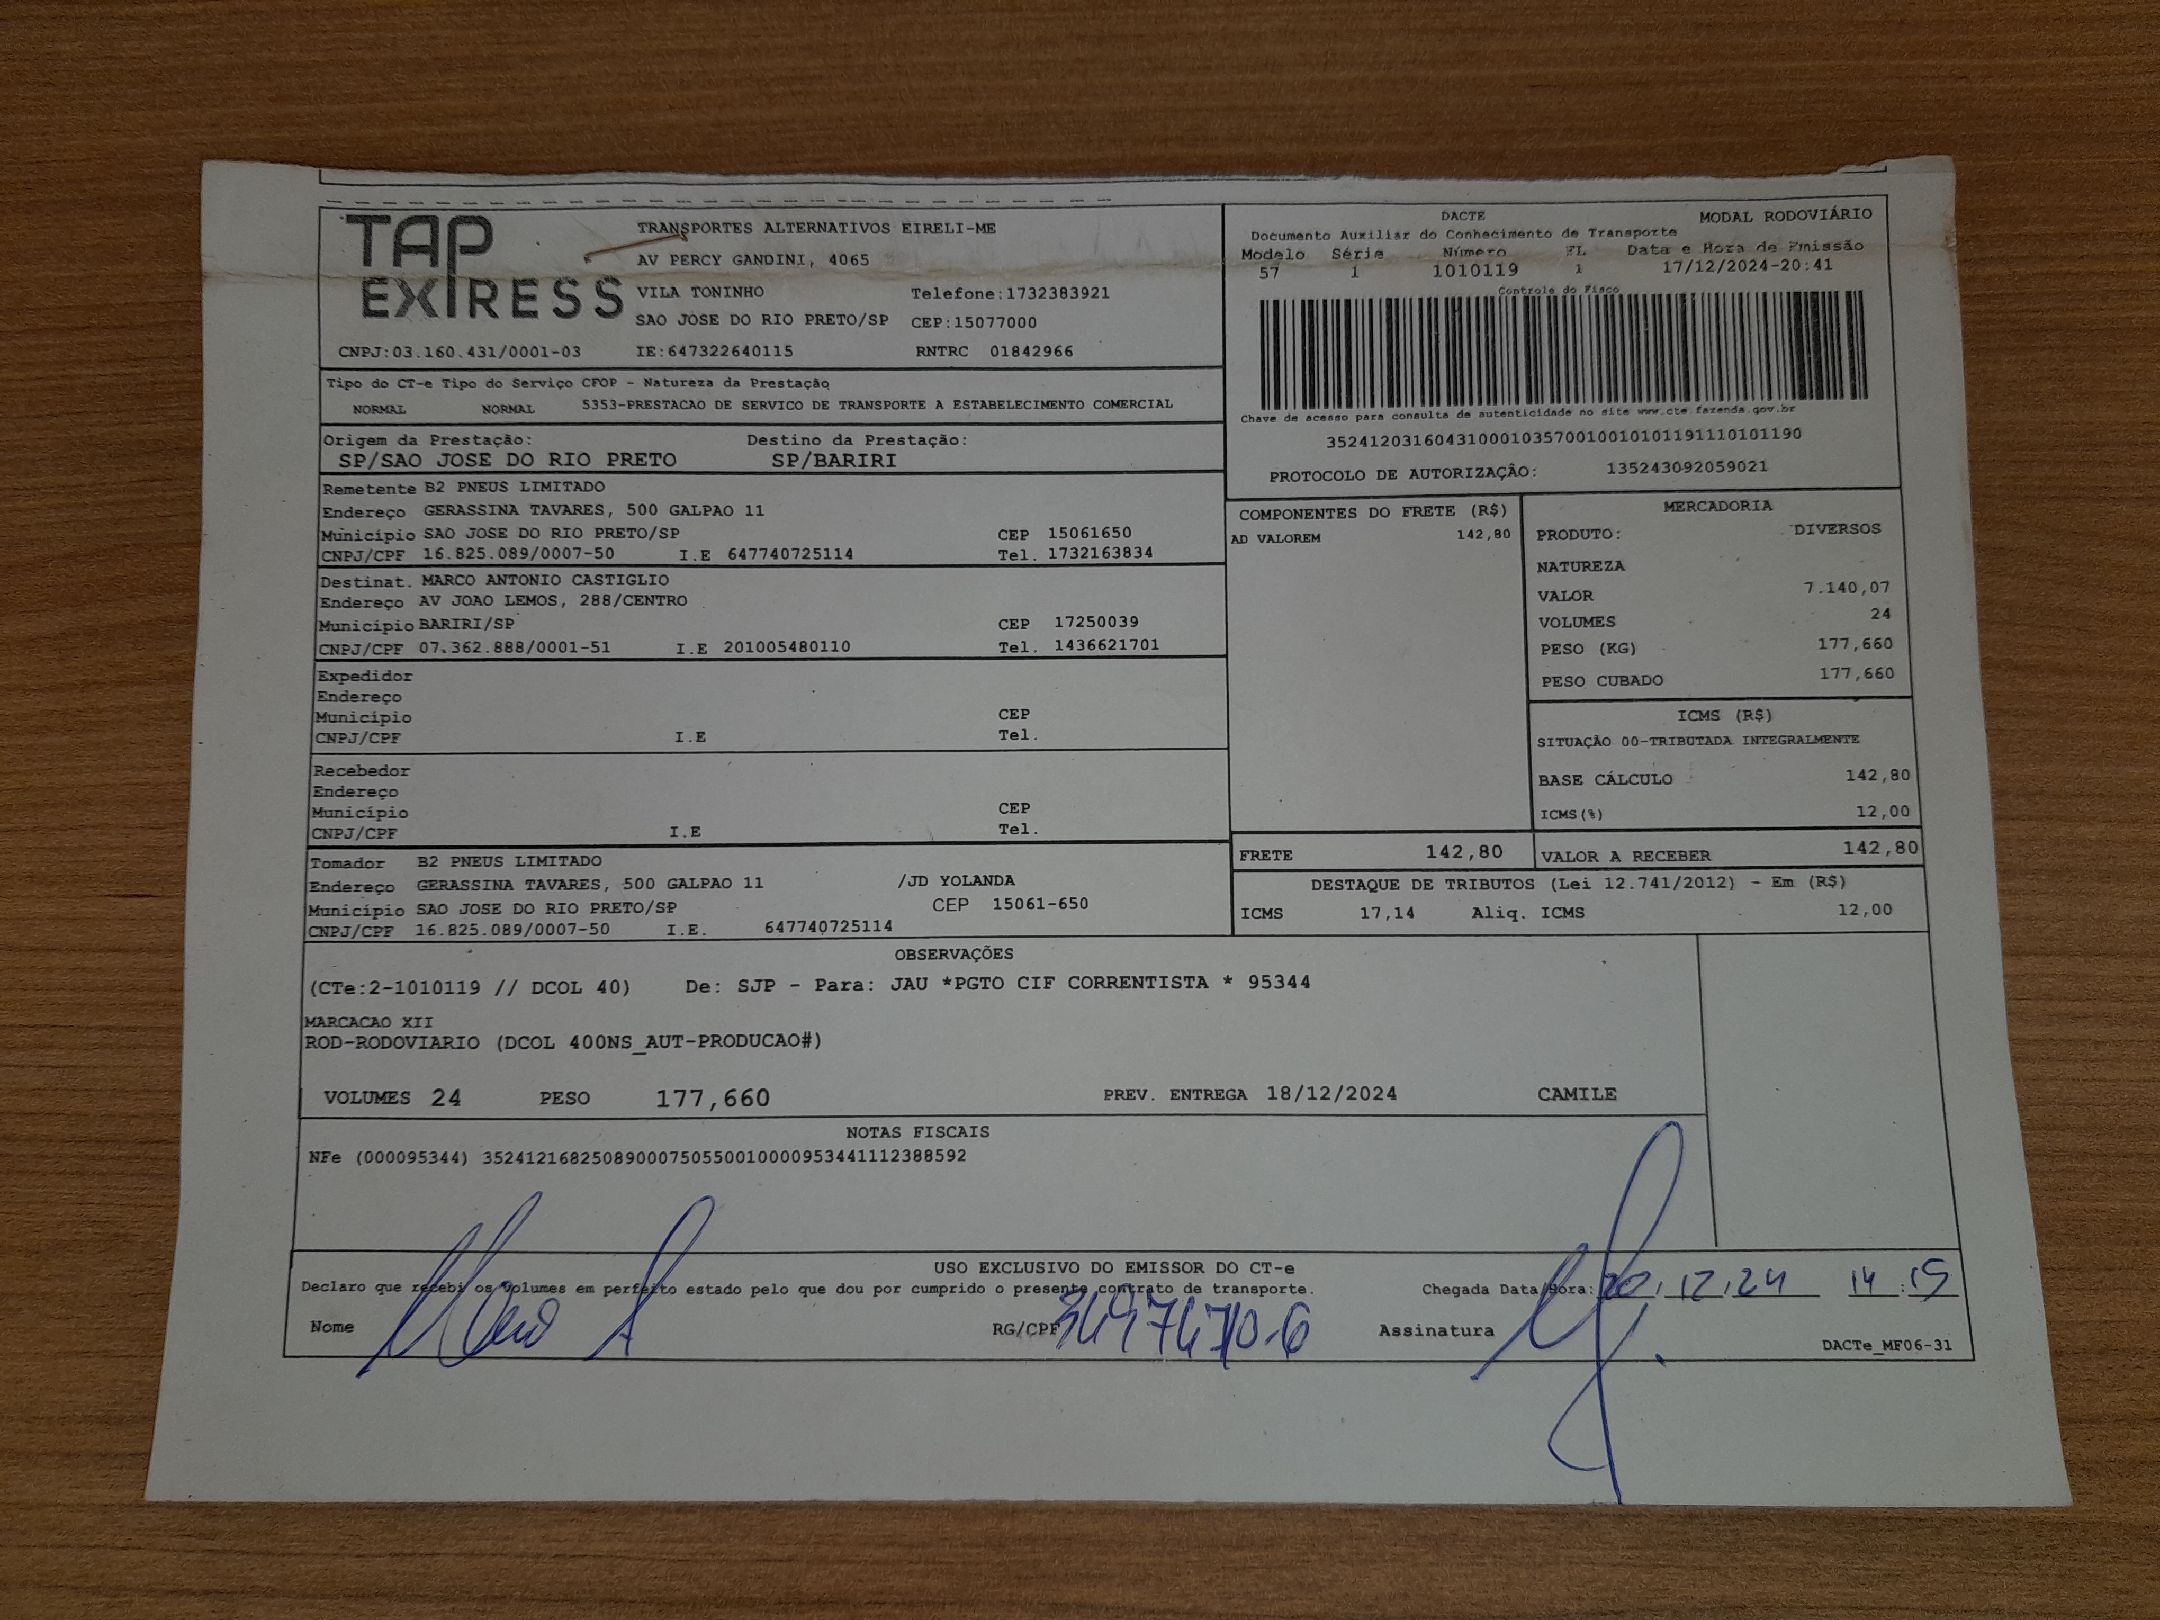 TAP
EXPRESS
TRANSPORTES ALTERNATIVOS EIRELI-ME
AV PERCY GANDINI, 4065
VILA TONINHO Telefone:1732383921
SAO JOSE DO RIO PRETO/SP CEP:15077000
CNPJ:03.160.431/0001-03 IE:647322640115 RNTRC 01842966
DACTE MODAL RODOVIÁRIO
Documento Auxiliar do Conhecimento de Transporte
Modelo Série Número FL Data e Hora de Emissão
57 1 1010119 1 17/12/2024-20:41
Controle do Fisco
Chave de acesso para consulta de autenticidade no site www.cte.fazenda.gov.br
35241203160431000103570010010101191110101190
PROTOCOLO DE AUTORIZAÇÃO: 135243092059021
Tipo do CT-e Tipo do Serviço CFOP - Natureza da Prestação
NORMAL NORMAL 5353-PRESTACAO DE SERVICO DE TRANSPORTE A ESTABELECIMENTO COMERCIAL
Origem da Prestação: Destino da Prestação:
SP/SAO JOSE DO RIO PRETO SP/BARIRI
Remetente B2 PNEUS LIMITADO
Endereço GERASSINA TAVARES, 500 GALPAO 11
Município SAO JOSE DO RIO PRETO/SP CEP 15061650
CNPJ/CPF 16.825.089/0007-50 I.E 647740725114 Tel. 1732163834
Destinat. MARCO ANTONIO CASTIGLIO
Endereço AV JOAO LEMOS, 288/CENTRO
Município BARIRI/SP CEP 17250039
CNPJ/CPF 07.362.888/0001-51 I.E 201005480110 Tel. 1436621701
Expedidor
Endereço
Município CEP
CNPJ/CPF I.E Tel.
Recebedor
Endereço
Município CEP
CNPJ/CPF I.E Tel.
Tomador B2 PNEUS LIMITADO
Endereço GERASSINA TAVARES, 500 GALPAO 11 /JD YOLANDA
Município SAO JOSE DO RIO PRETO/SP CEP 15061-650
CNPJ/CPF 16.825.089/0007-50 I.E. 647740725114
COMPONENTES DO FRETE (R$)
AD VALOREM 142,80
MERCADORIA
PRODUTO: DIVERSOS
NATUREZA
VALOR 7.140,07
VOLUMES 24
PESO (KG) 177,660
PESO CUBADO 177,660
ICMS (R$)
SITUAÇÃO 00-TRIBUTADA INTEGRALMENTE
BASE CÁLCULO 142,80
ICMS(%) 12,00
FRETE 142,80 VALOR A RECEBER 142,80
DESTAQUE DE TRIBUTOS (Lei 12.741/2012) - Em (R$)
ICMS 17,14 Aliq. ICMS 12,00
OBSERVAÇÕES
(CTe:2-1010119 // DCOL 40) De: SJP - Para: JAU *PGTO CIF CORRENTISTA * 95344
MARCACAO XII
ROD-RODOVIARIO (DCOL 400NS_AUT-PRODUCAO#)
VOLUMES 24 PESO 177,660 PREV. ENTREGA 18/12/2024 CAMILE
NOTAS FISCAIS
NFe (000095344) 35241216825089000750550010000953441112388592
USO EXCLUSIVO DO EMISSOR DO CT-e
Declaro que recebi os volumes em perfeito estado pelo que dou por cumprido o presente contrato de transporte. Chegada Data/Hora: 20.12.24 14:15
Nome RG/CPF Assinatura
DACTe_MF06-31